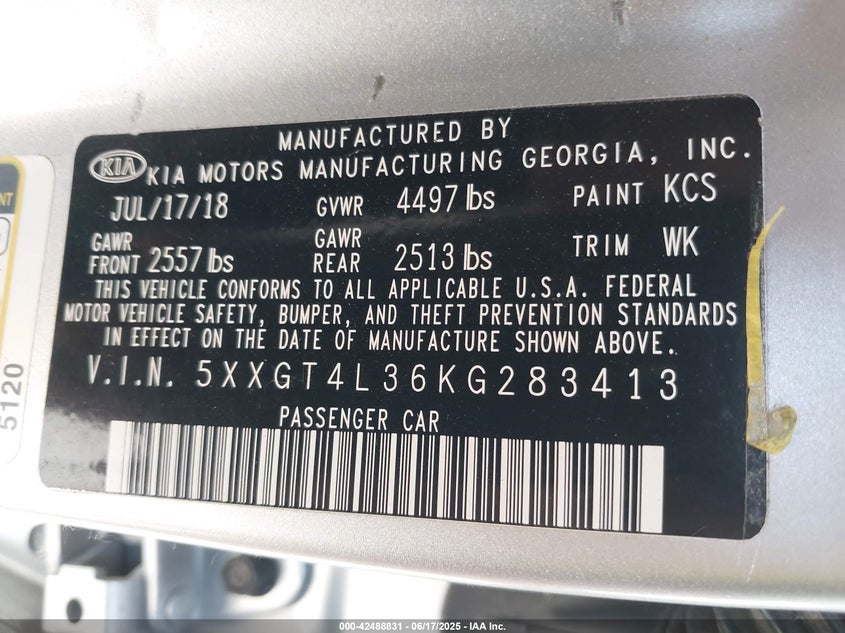 MANUFACTURED BY
KIA KIA MOTORS MANUFACTURING GEORGIA, INC.
JUL/17/18 GVWR 4497 lbs PAINT KCS
GAWR FRONT 2557 lbs GAWR REAR 2513 lbs TRIM WK
THIS VEHICLE CONFORMS TO ALL APPLICABLE U.S.A. FEDERAL
MOTOR VEHICLE SAFETY, BUMPER, AND THEFT PREVENTION STANDARDS
IN EFFECT ON THE DATE OF MANUFACTURE SHOWN ABOVE.
V.I.N. 5XXGT4L36KG283413
PASSENGER CAR
5120
000-42488831 - 06/17/2025 - IAA Inc.